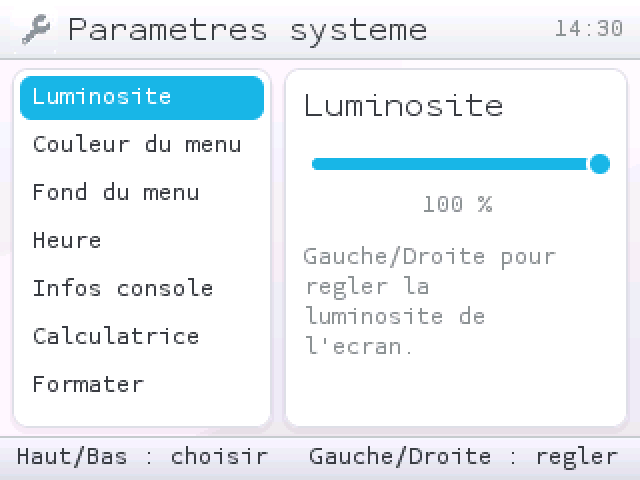 Parametres systeme
14:30
Luminosite
Couleur du menu
Fond du menu
Heure
Infos console
Calculatrice
Formater
Luminosite
100 %
Gauche/Droite pour
regler la
luminosite de
l'ecran.
Haut/Bas : choisir
Gauche/Droite : regler